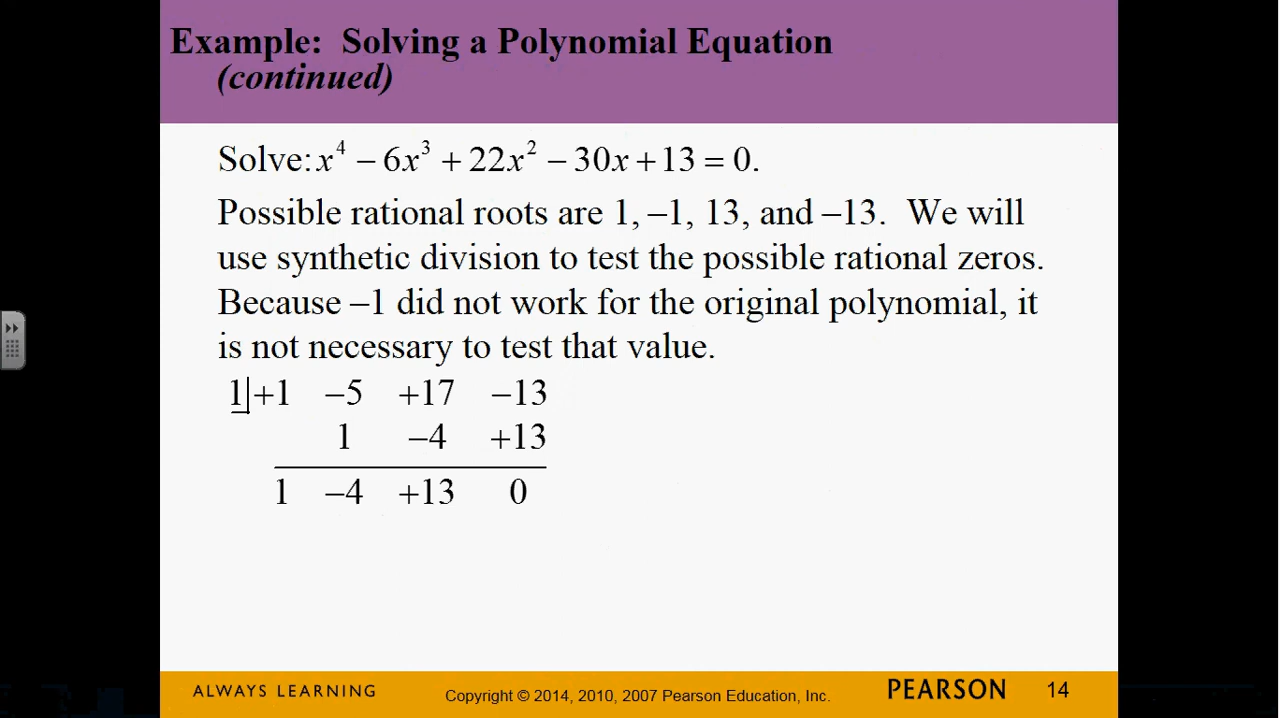 Example: Solving a Polynomial Equation
(continued)
Solve: x⁴ − 6x³ + 22x² − 30x + 13 = 0.
Possible rational roots are 1, –1, 13, and –13. We will
use synthetic division to test the possible rational zeros.
Because –1 did not work for the original polynomial, it
is not necessary to test that value.
1| +1 −5 +17 −13
1 −4 +13
1 −4 +13 0
ALWAYS LEARNING
Copyright © 2014, 2010, 2007 Pearson Education, Inc.
PEARSON
14